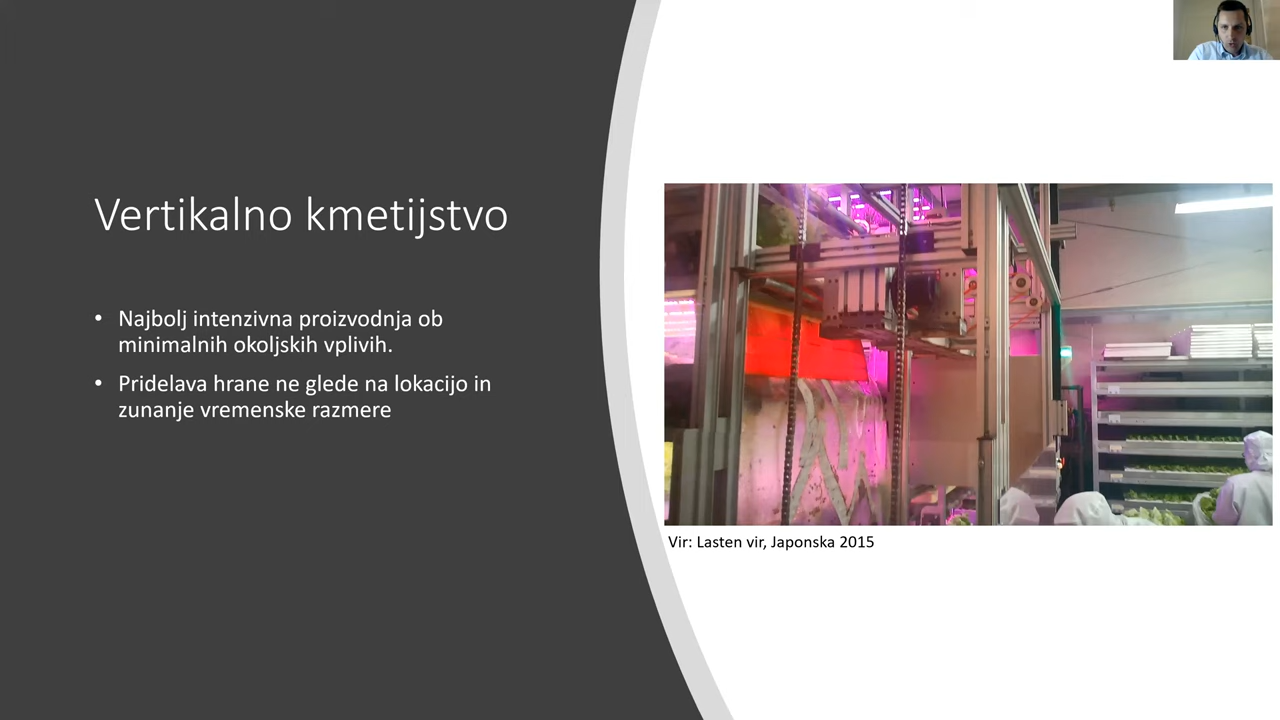 Vertikalno kmetijstvo
• Najbolj intenzivna proizvodnja ob
minimalnih okoljskih vplivih.
• Pridelava hrane ne glede na lokacijo in
zunanje vremenske razmere
Vir: Lasten vir, Japonska 2015